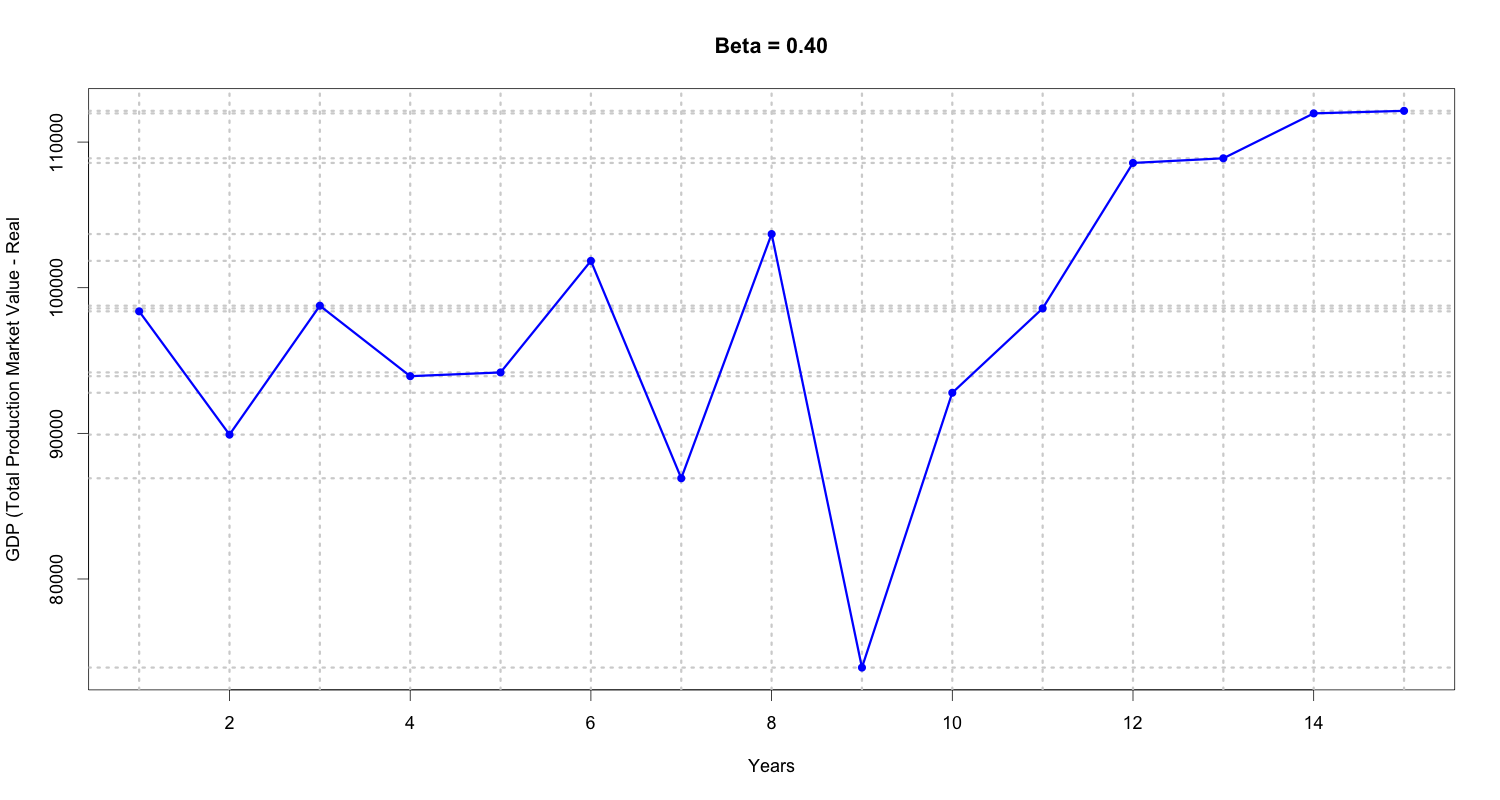 Beta = 0.40
GDP (Total Production Market Value - Real
110000
100000
90000
80000
2 4 6 8 10 12 14
Years